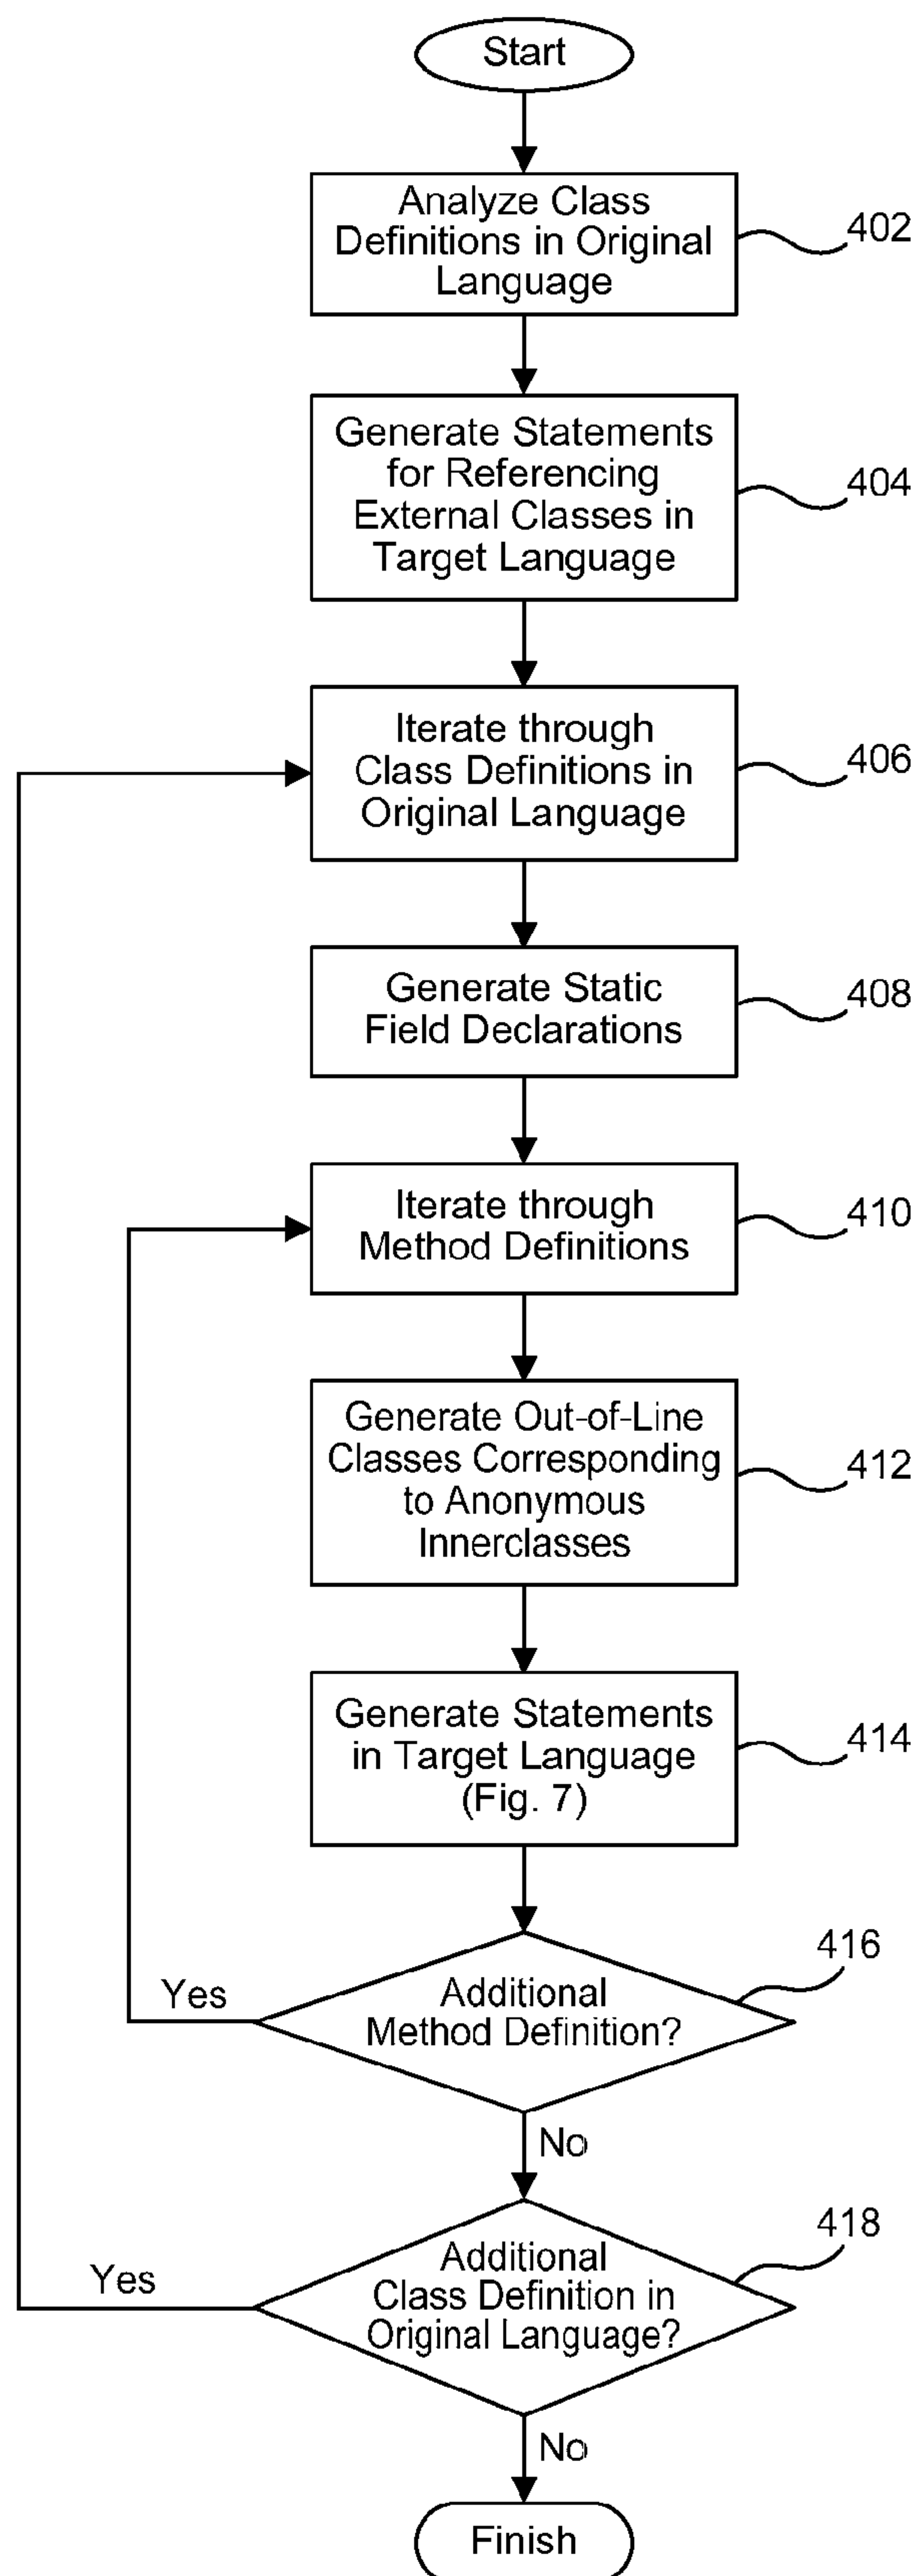 Start
Analyze Class
Definitions in Original
Language
402
Generate Statements
for Referencing
External Classes in
Target Language
404
Iterate through
Class Definitions in
Original Language
406
Generate Static
Field Declarations
408
Iterate through
Method Definitions
410
Generate Out-of-Line
Classes Corresponding
to Anonymous
Innerclasses
412
Generate Statements
in Target Language
(Fig. 7)
414
416
Additional
Method Definition?
Yes
No
418
Additional
Class Definition in
Original Language?
Yes
No
Finish